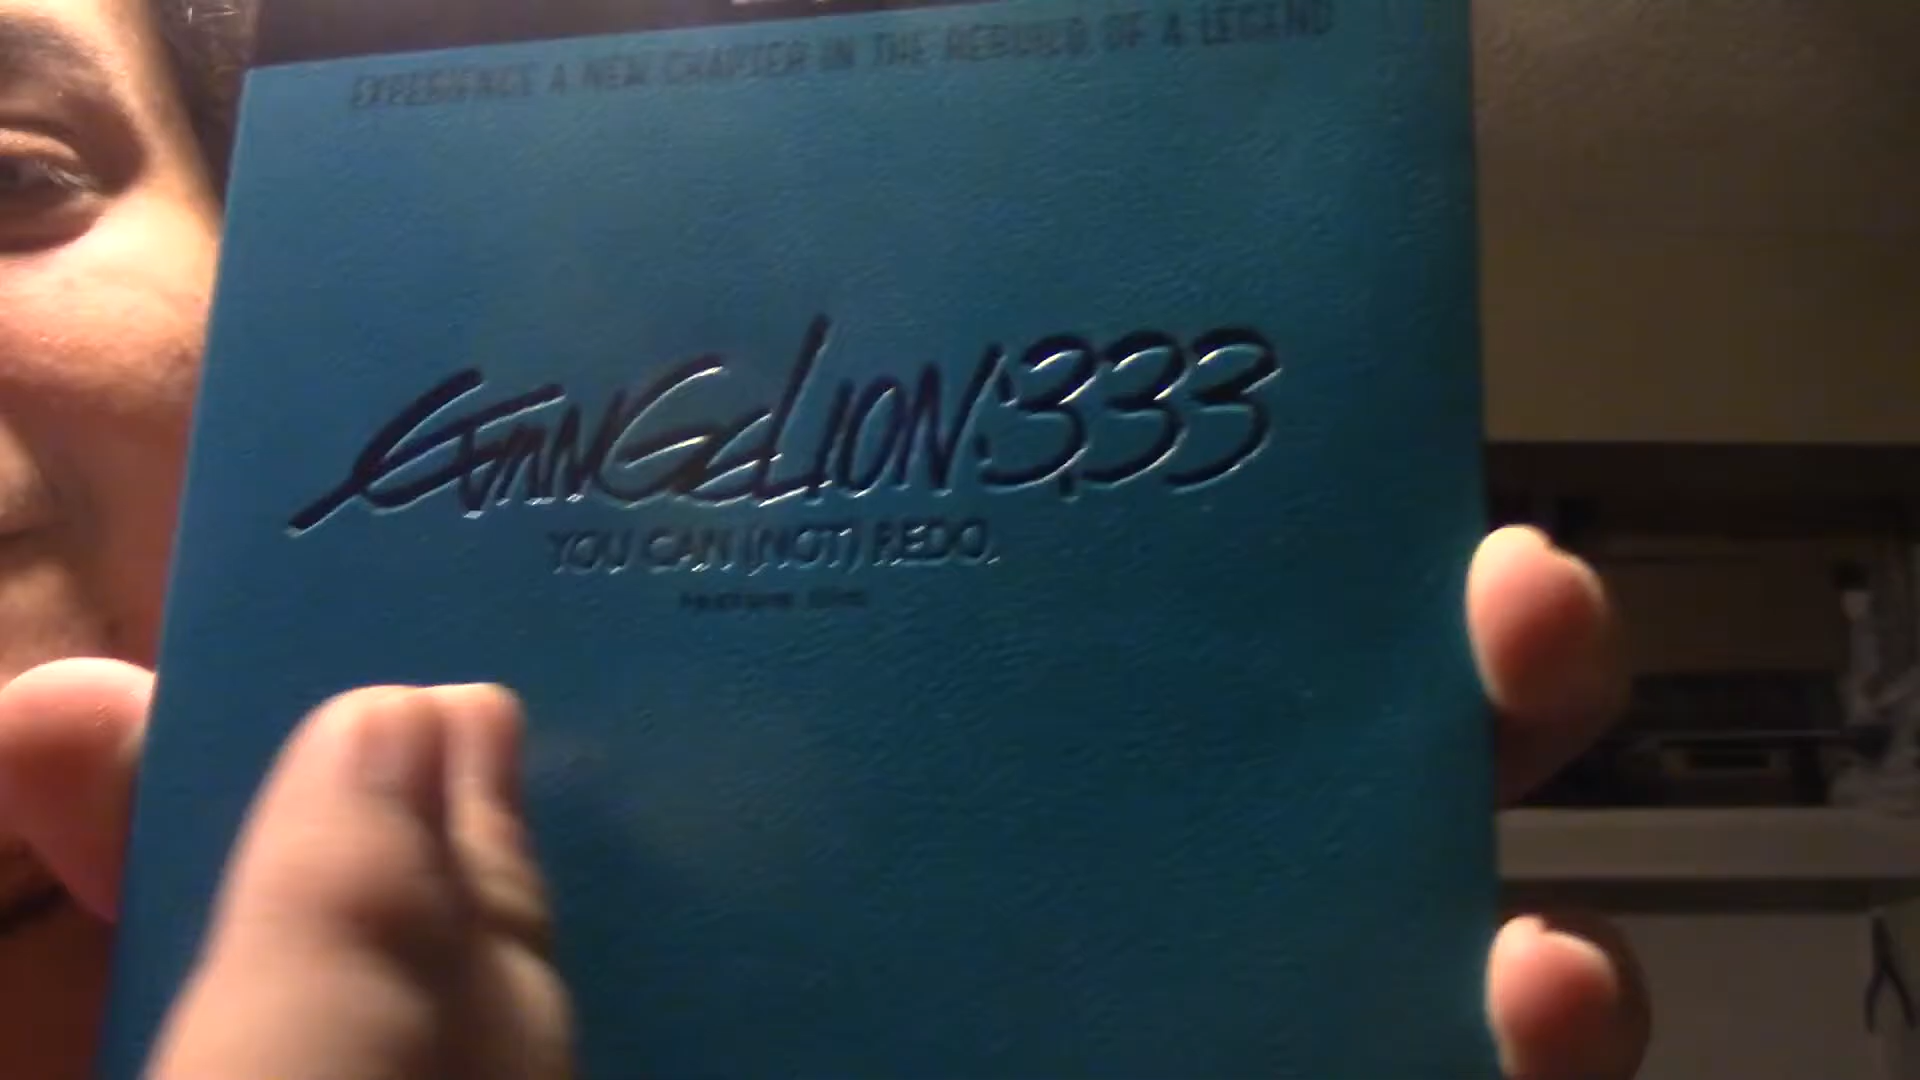 EXPERIENCE A NEW CHAPTER IN THE REBUILD OF A LEGEND
EVANGELION:3.33
YOU CAN (NOT) REDO.